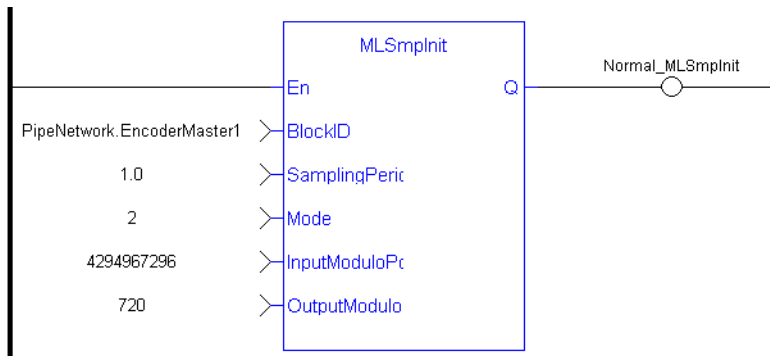 MLSmpInit
Normal_MLSmpInit
En Q
PipeNetwork.EncoderMaster1 BlockID
1.0 SamplingPeric
2 Mode
4294967296 InputModuloPc
720 OutputModulo